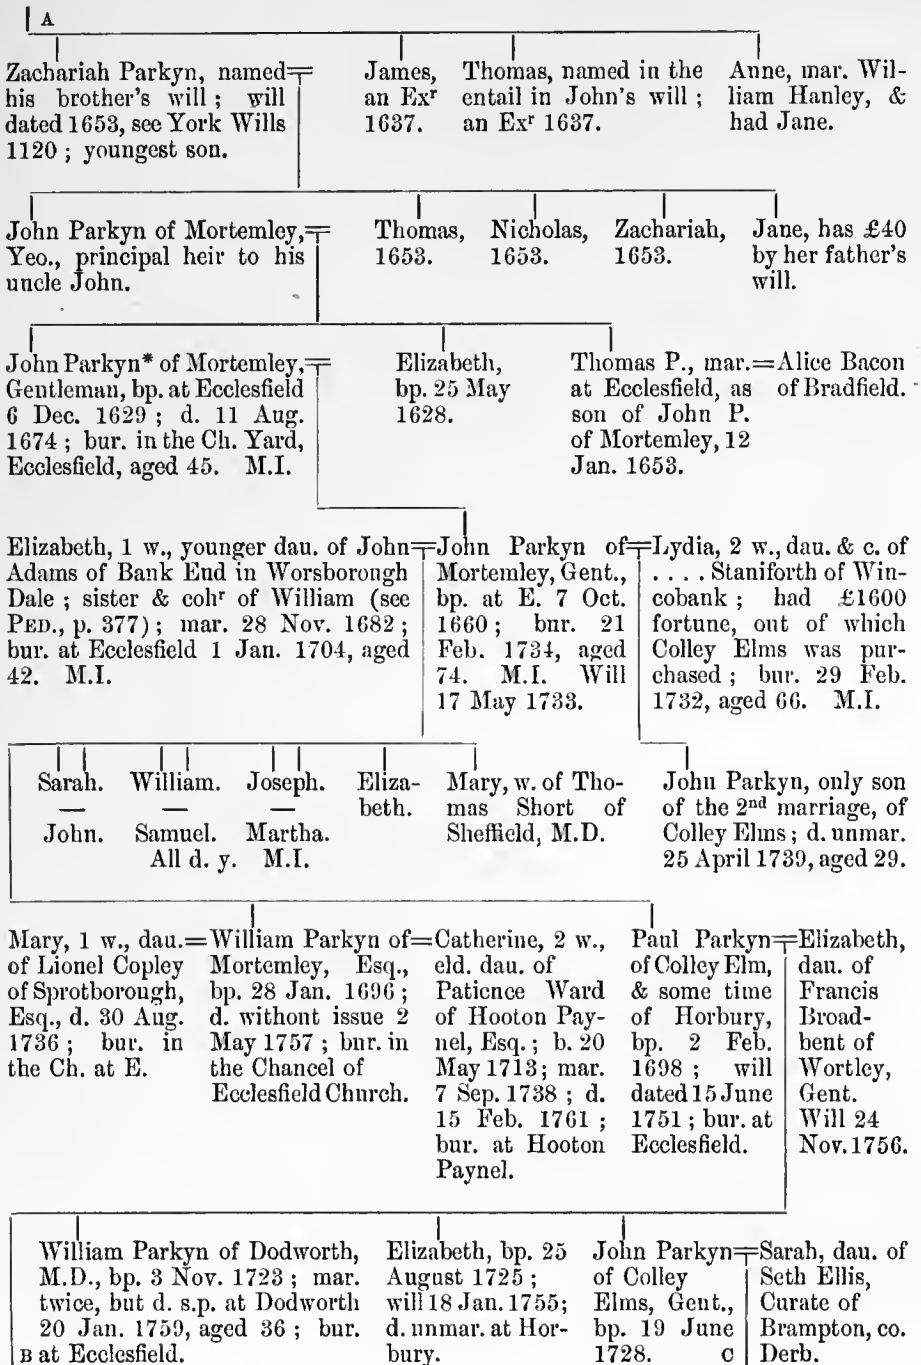 A
Zachariah Parkyn, named
his brother's will ; will
dated 1653, see York Wills
1120 ; youngest son.
James,
an Exr
1637.
Thomas, named in the
entail in John's will ;
an Exr 1637.
Anne, mar. Wil-
liam Hanley, &
had Jane.
John Parkyn of Mortemley,
Yeo., principal heir to his
uncle John.
Thomas,
1653.
Nicholas,
1653.
Zachariah,
1653.
Jane, has £40
by her father's
will.
John Parkyn* of Mortemley,
Gentleman, bp. at Ecclesfield
6 Dec. 1629 ; d. 11 Aug.
1674 ; bur. in the Ch. Yard,
Ecclesfield, aged 45. M.I.
Elizabeth,
bp. 25 May
1628.
Thomas P., mar.
at Ecclesfield, as
son of John P.
of Mortemley, 12
Jan. 1653.
=Alice Bacon
of Bradfield.
Elizabeth, 1 w., younger dau. of John
Adams of Bank End in Worsborough
Dale ; sister & cohr of William (see
PED., p. 377) ; mar. 28 Nov. 1682 ;
bur. at Ecclesfield 1 Jan. 1704, aged
42. M.I.
John Parkyn of
Mortemley, Gent.,
bp. at E. 7 Oct.
1660 ; bur. 21
Feb. 1734, aged
74. M.I. Will
17 May 1733.
Lydia, 2 w., dau. & c. of
. . . . Staniforth of Win-
cobank ; had £1600
fortune, out of which
Colley Elms was pur-
chased ; bur. 29 Feb.
1732, aged 66. M.I.
Sarah.
—
John.
William.
—
Samuel.
Joseph.
—
Martha.
All d. y. M.I.
Eliza-
beth.
Mary, w. of Tho-
mas Short of
Sheffield, M.D.
John Parkyn, only son
of the 2nd marriage, of
Colley Elms ; d. unmar.
25 April 1739, aged 29.
Mary, 1 w., dau.
of Lionel Copley
of Sprotborough,
Esq., d. 30 Aug.
1736 ; bur. in
the Ch. at E.
=William Parkyn of
Mortemley, Esq.,
bp. 28 Jan. 1696 ;
d. without issue 2
May 1757 ; bur. in
the Chancel of
Ecclesfield Church.
=Catherine, 2 w.,
eld. dau. of
Patience Ward
of Hooton Pay-
nel, Esq. ; b. 20
May 1713 ; mar.
7 Sep. 1738 ; d.
15 Feb. 1761 ;
bur. at Hooton
Paynel.
Paul Parkyn
of Colley Elm,
& some time
of Horbury,
bp. 2 Feb.
1698 ; will
dated 15 June
1751 ; bur. at
Ecclesfield.
Elizabeth,
dau. of
Francis
Broad-
bent of
Wortley,
Gent.
Will 24
Nov. 1756.
William Parkyn of Dodworth,
M.D., bp. 3 Nov. 1723 ; mar.
twice, but d. s.p. at Dodworth
20 Jan. 1759, aged 36 ; bur.
B at Ecclesfield.
Elizabeth, bp. 25
August 1725 ;
will 18 Jan. 1755 ;
d. unmar. at Hor-
bury.
John Parkyn
of Colley
Elms, Gent.,
bp. 19 June
1728. C
Sarah, dau. of
Seth Ellis,
Curate of
Brampton, co.
Derb.